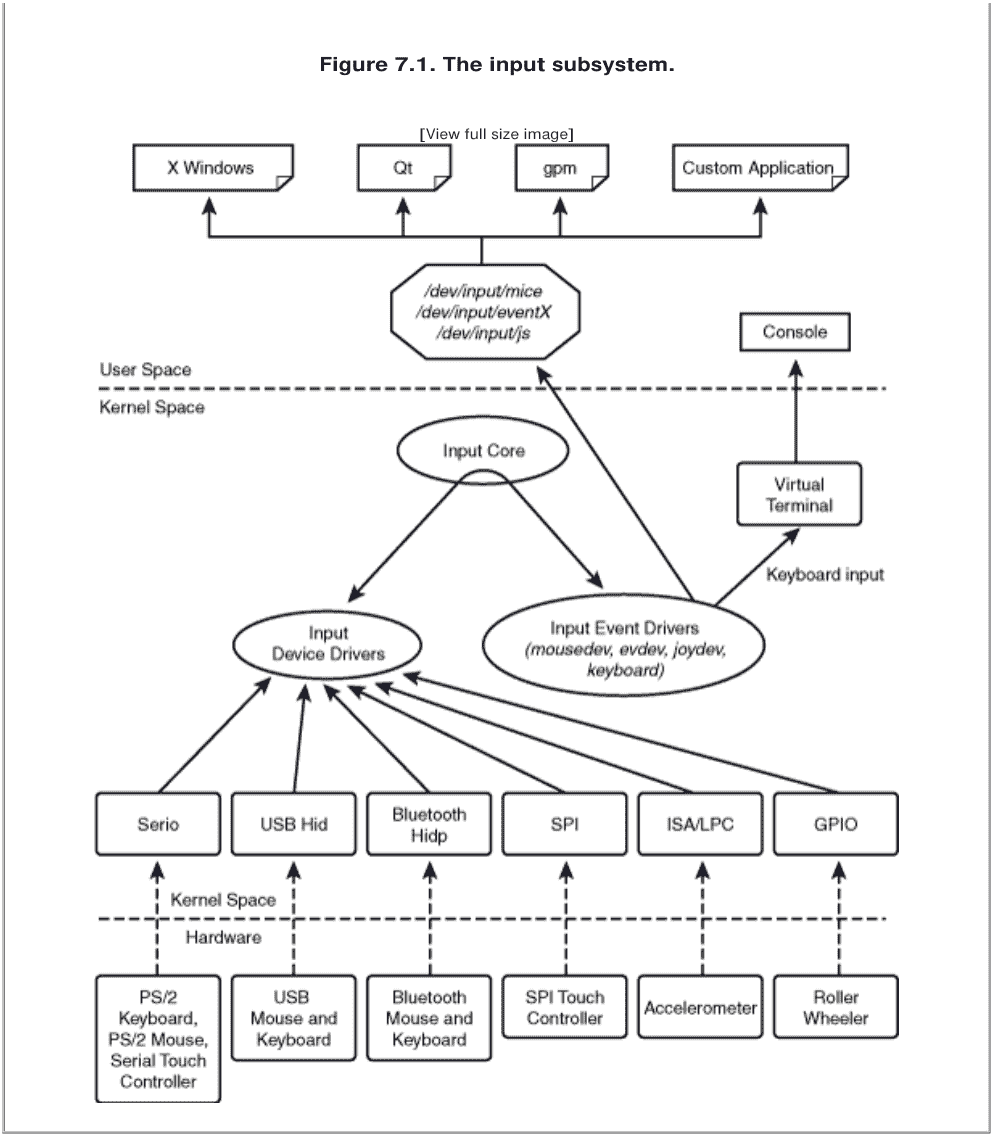 Figure 7.1. The input subsystem.
[View full size image]
X Windows
Qt
gpm
Custom Application
/dev/input/mice
/dev/input/eventX
/dev/input/js
Console
User Space
Kernel Space
Input Core
Virtual
Terminal
Keyboard input
Input
Device Drivers
Input Event Drivers
(mousedev, evdev, joydev,
keyboard)
Serio
USB Hid
Bluetooth
Hidp
SPI
ISA/LPC
GPIO
Kernel Space
Hardware
PS/2
Keyboard,
PS/2 Mouse,
Serial Touch
Controller
USB
Mouse and
Keyboard
Bluetooth
Mouse and
Keyboard
SPI Touch
Controller
Accelerometer
Roller
Wheeler